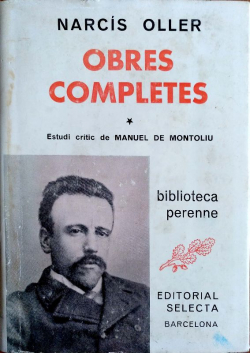 NARCÍS OLLER
OBRES
COMPLETES
*
Estudi crític de MANUEL DE MONTOLIU
biblioteca
perenne
EDITORIAL
SELECTA
BARCELONA